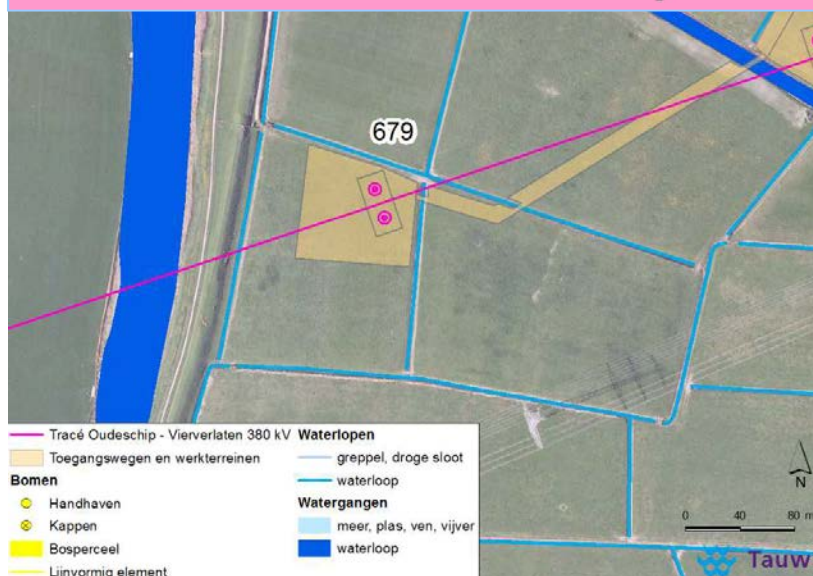 679
Tracé Oudeschip - Vierverlaten 380 kV
Toegangswegen en werkterreinen
Bomen
Handhaven
Kappen
Bosperceel
Lijnvormig element
Waterlopen
greppel, droge sloot
waterloop
Watergangen
meer, plas, ven, vijver
waterloop
N
0 40 80 m
Tauw